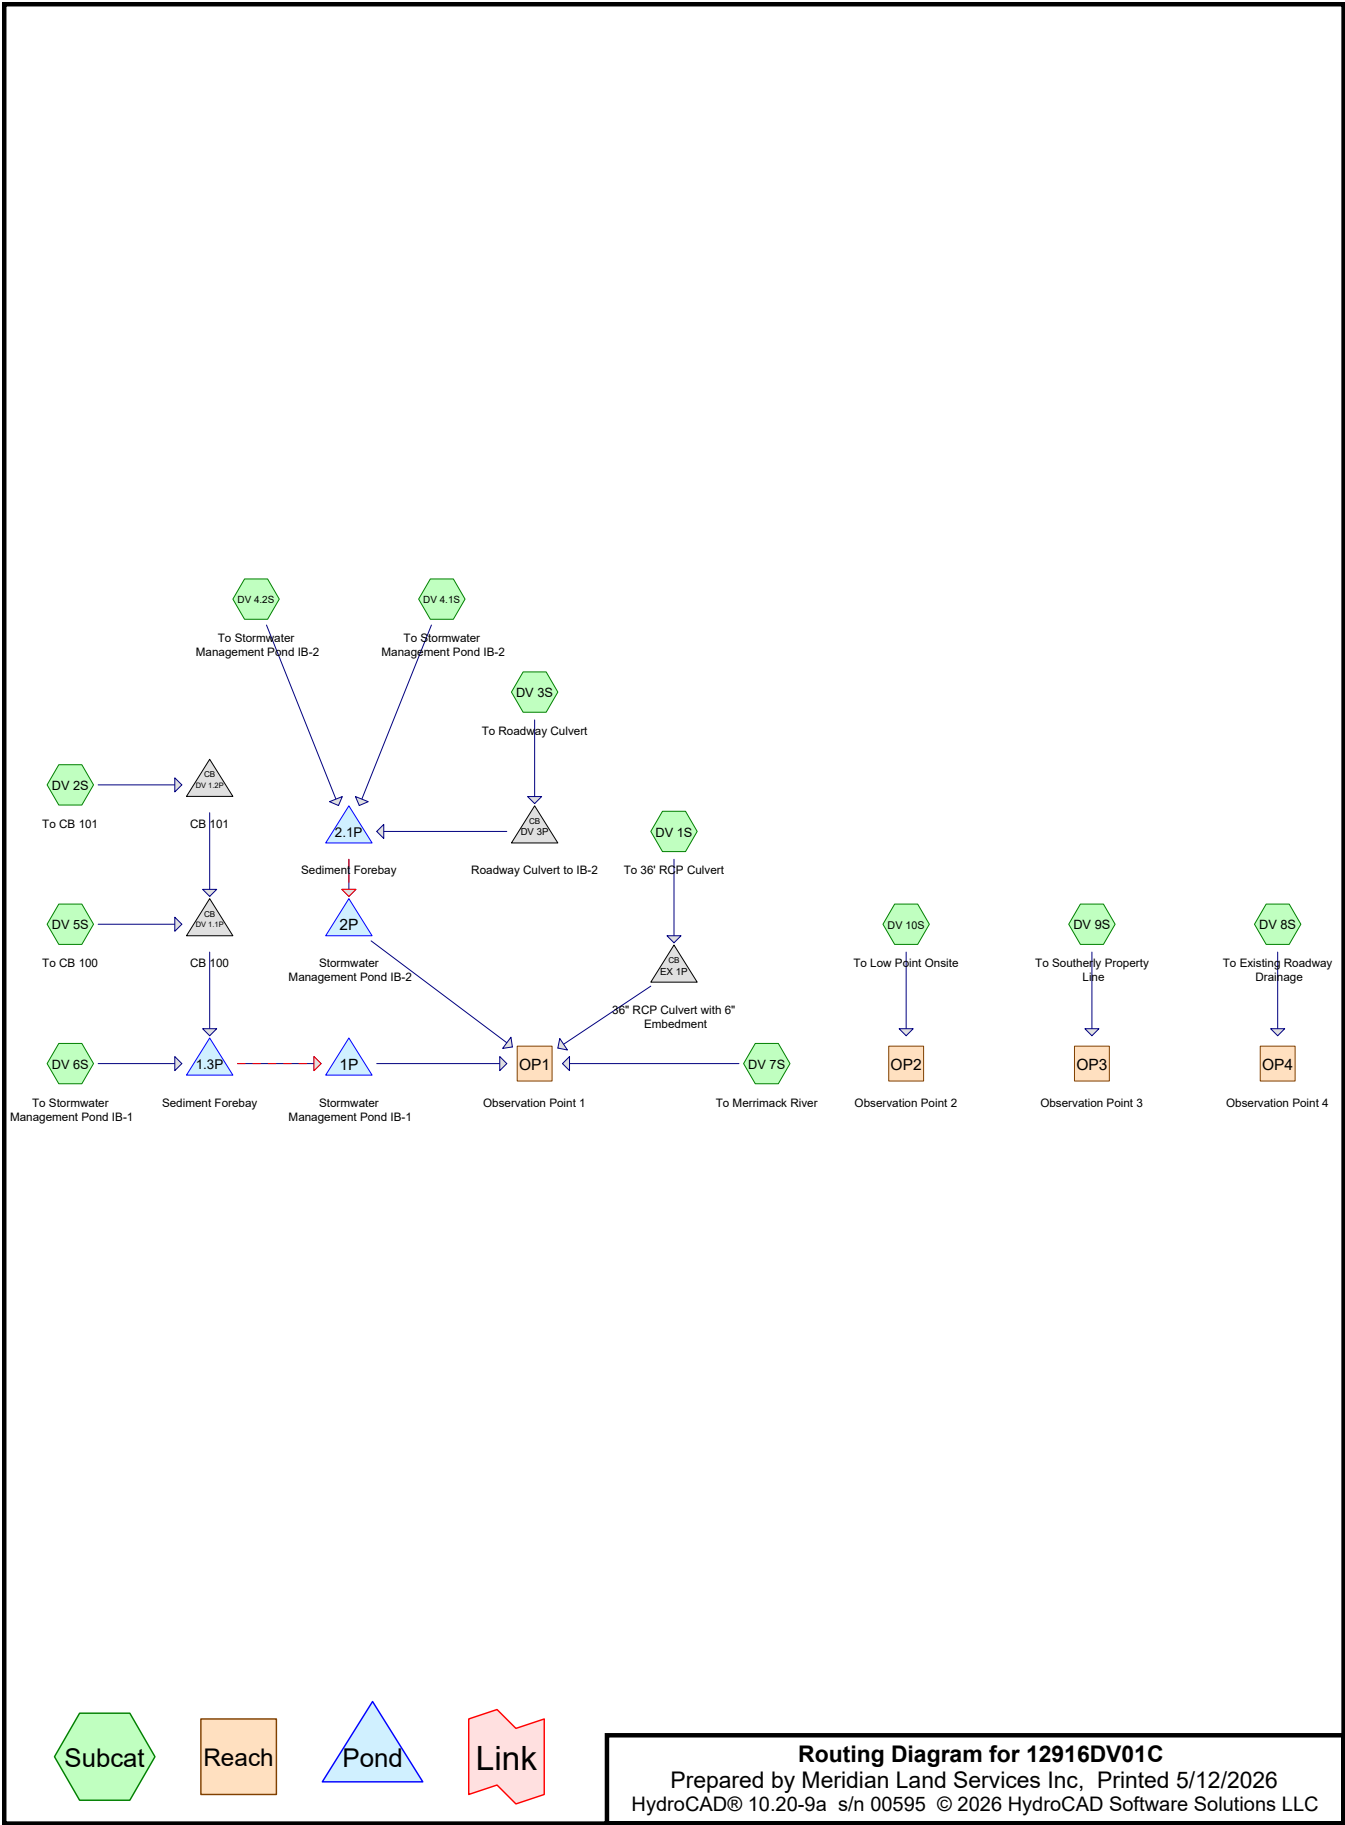 DV 4.2S
To Stormwater
Management Pond IB-2
DV 4.1S
To Stormwater
Management Pond IB-2
DV 3S
To Roadway Culvert
DV 2S
To CB 101
CB
DV 1.2P
CB 101
2.1P
Sediment Forebay
CB
DV 3P
Roadway Culvert to IB-2
DV 1S
To 36' RCP Culvert
DV 5S
To CB 100
CB
DV 1.1P
CB 100
2P
Stormwater
Management Pond IB-2
CB
EX 1P
36" RCP Culvert with 6"
Embedment
DV 10S
To Low Point Onsite
DV 9S
To Southerly Property
Line
DV 8S
To Existing Roadway
Drainage
DV 6S
To Stormwater
Management Pond IB-1
1.3P
Sediment Forebay
1P
Stormwater
Management Pond IB-1
OP1
Observation Point 1
DV 7S
To Merrimack River
OP2
Observation Point 2
OP3
Observation Point 3
OP4
Observation Point 4
Subcat
Reach
Pond
Link
Routing Diagram for 12916DV01C
Prepared by Meridian Land Services Inc, Printed 5/12/2026
HydroCAD® 10.20-9a s/n 00595 © 2026 HydroCAD Software Solutions LLC